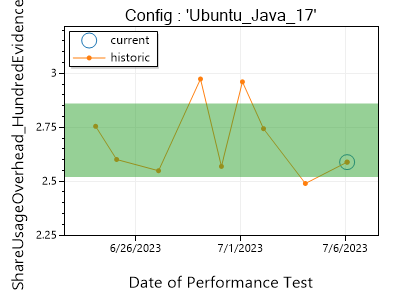 Config : 'Ubuntu_Java_17'
current
historic
ShareUsageOverhead_HundredEvidence
3
2.75
2.5
2.25
6/26/2023
7/1/2023
7/6/2023
Date of Performance Test